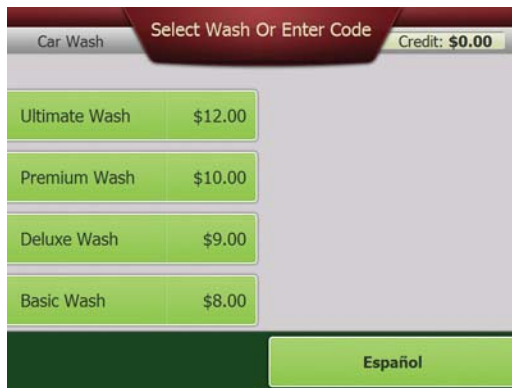 Select Wash Or Enter Code
Car Wash
Credit: $0.00
Ultimate Wash $12.00
Premium Wash $10.00
Deluxe Wash $9.00
Basic Wash $8.00
Español